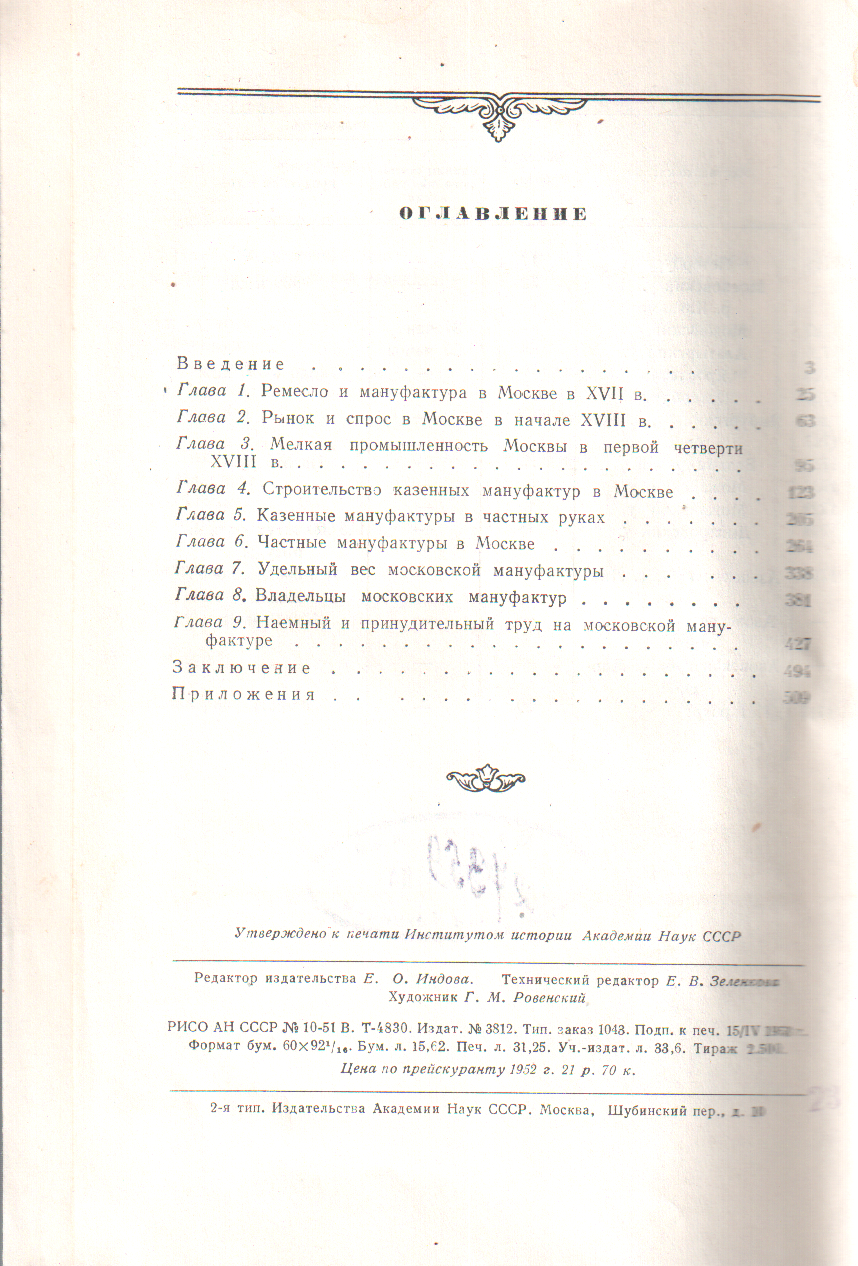 ОГЛАВЛЕНИЕ
Введение . . . . . . . . . . . . . . . . . . 3
Глава 1. Ремесло и мануфактура в Москве в XVII в. . . . . . 25
Глава 2. Рынок и спрос в Москве в начале XVIII в. . . . . . 63
Глава 3. Мелкая промышленность Москвы в первой четверти
XVIII в. . . . . . . . . . . . . . . . . . . . . 95
Глава 4. Строительство казенных мануфактур в Москве . . . . 123
Глава 5. Казенные мануфактуры в частных руках . . . . . . . 205
Глава 6. Частные мануфактуры в Москве . . . . . . . . . . 264
Глава 7. Удельный вес московской мануфактуры . . . . . . 338
Глава 8. Владельцы московских мануфактур . . . . . . . . 381
Глава 9. Наемный и принудительный труд на московской ману-
фактуре . . . . . . . . . . . . . . . . . . . . 427
Заключение . . . . . . . . . . . . . . . . . . . 494
Приложения . . . . . . . . . . . . . . . . . . 509
Утверждено к печати Институтом истории Академии Наук СССР
Редактор издательства Е. О. Индова. Технический редактор Е. В.
Художник Г. М. Ровенский
РИСО АН СССР № 10-51 В. Т-4830. Издат. № 3812. Тип. заказ 1043. Подп. к печ. 15/IV
Формат бум. 60×92¹/₁₆. Бум. л. 15,62. Печ. л. 31,25. Уч.-издат. л. 33,6. Тираж
Цена по прейскуранту 1952 г. 21 р. 70 к.
2-я тип. Издательства Академии Наук СССР. Москва, Шубинский пер., д. 10